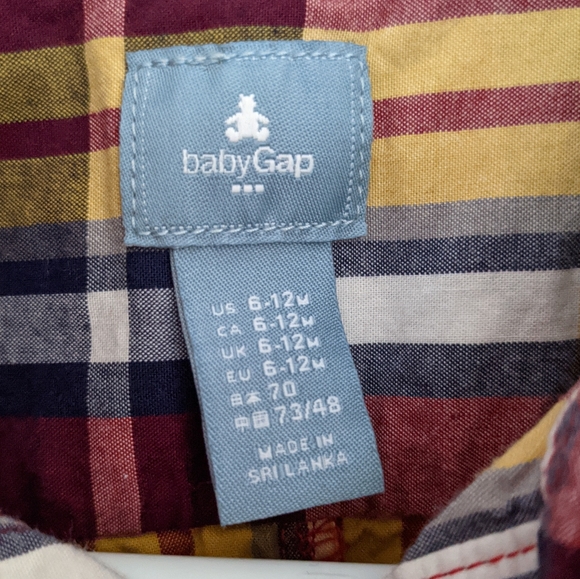 babyGap
US 6-12M
CA 6-12M
UK 6-12M
EU 6-12M
日本 70
中国 73/48
MADE IN
SRI LANKA